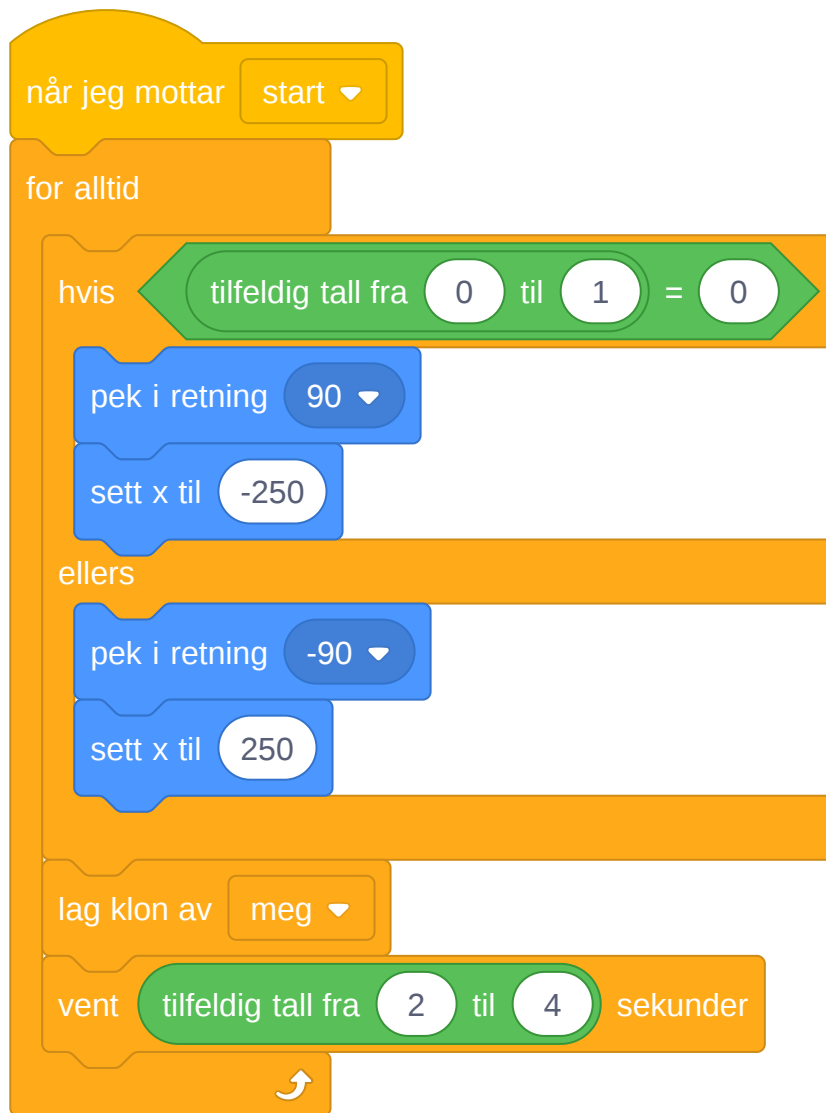 når jeg mottar start
for alltid
hvis tilfeldig tall fra 0 til 1 = 0
pek i retning 90
sett x til -250
ellers
pek i retning -90
sett x til 250
lag klon av meg
vent tilfeldig tall fra 2 til 4 sekunder